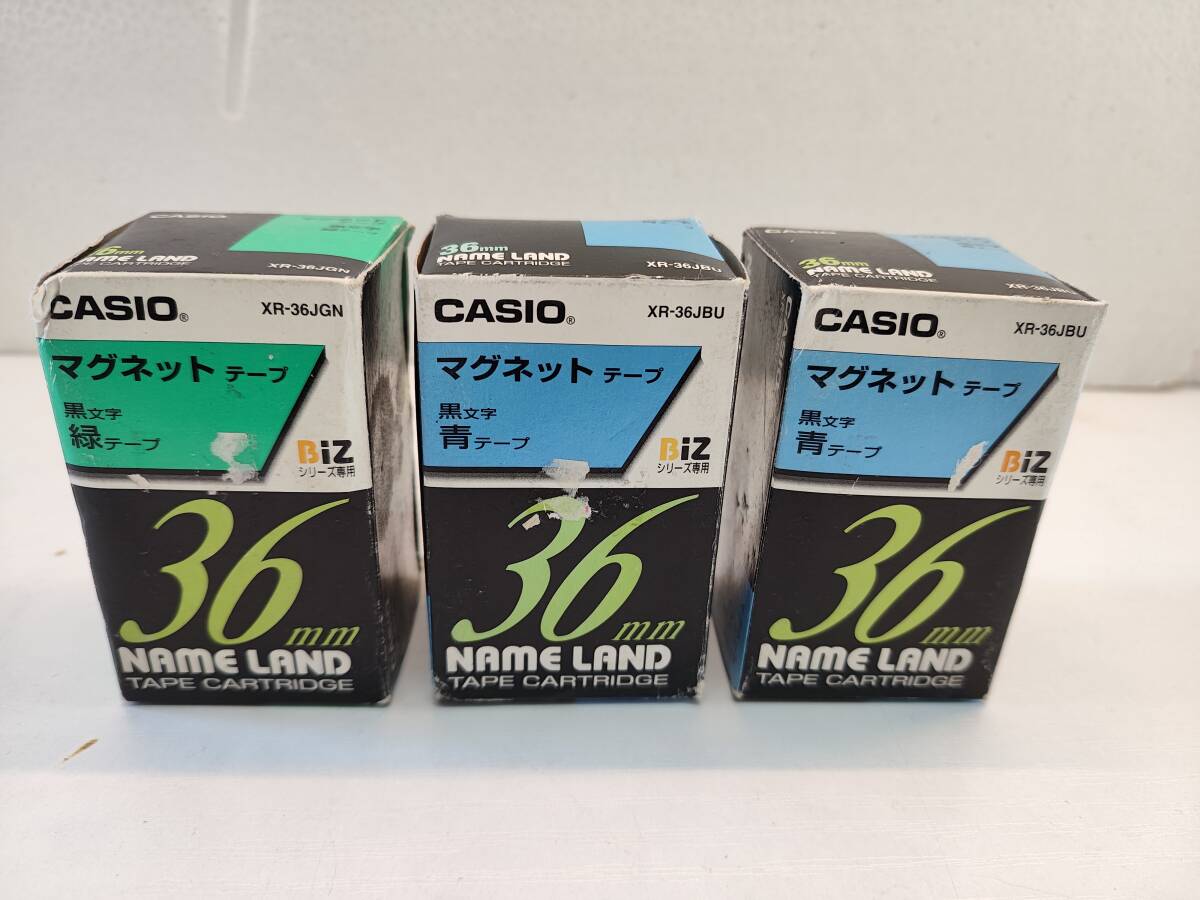 CASIO
XR-36JGN
CASIO®
XR-36JGN
マグネット テープ
黒文字
緑テープ
BiZ
シリーズ専用
36mm
NAME LAND
TAPE CARTRIDGE
36mm
NAME LAND
TAPE CARTRIDGE
XR-36JBU
CASIO®
XR-36JBU
マグネット テープ
黒文字
青テープ
BiZ
シリーズ専用
36mm
NAME LAND
TAPE CARTRIDGE
CASIO
36mm
NAME LAND
TAPE CARTRIDGE
CASIO®
XR-36JBU
マグネット テープ
黒文字
青テープ
BiZ
シリーズ専用
36mm
NAME LAND
TAPE CARTRIDGE